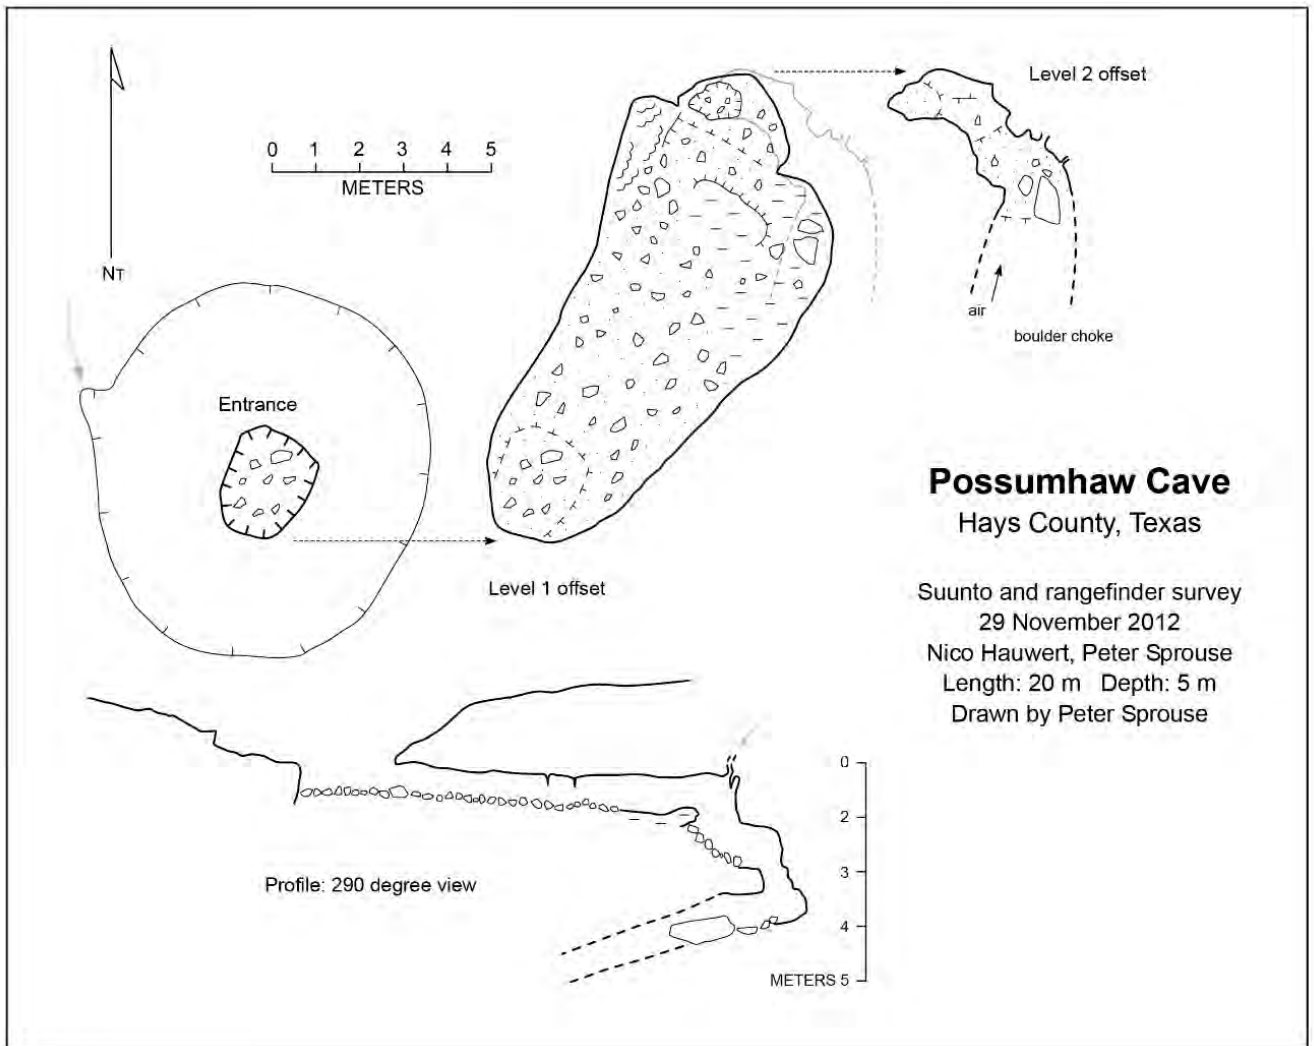 Level 2 offset
0 1 2 3 4 5
METERS
NT
air
boulder choke
Entrance
Level 1 offset
Possumhaw Cave
Hays County, Texas
Suunto and rangefinder survey
29 November 2012
Nico Hauwert, Peter Sprouse
Length: 20 m Depth: 5 m
Drawn by Peter Sprouse
Profile: 290 degree view
0
2
3
4
METERS 5